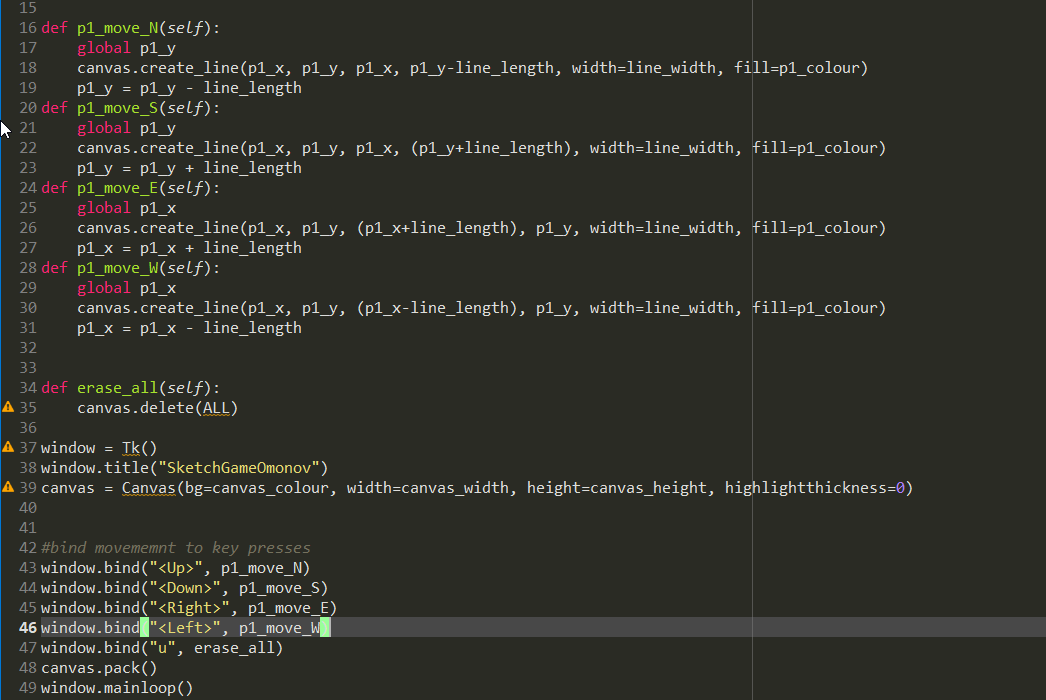 15
16 def p1_move_N(self):
17     global p1_y
18     canvas.create_line(p1_x, p1_y, p1_x, p1_y-line_length, width=line_width, fill=p1_colour)
19     p1_y = p1_y - line_length
20 def p1_move_S(self):
21     global p1_y
22     canvas.create_line(p1_x, p1_y, p1_x, (p1_y+line_length), width=line_width, fill=p1_colour)
23     p1_y = p1_y + line_length
24 def p1_move_E(self):
25     global p1_x
26     canvas.create_line(p1_x, p1_y, (p1_x+line_length), p1_y, width=line_width, fill=p1_colour)
27     p1_x = p1_x + line_length
28 def p1_move_W(self):
29     global p1_x
30     canvas.create_line(p1_x, p1_y, (p1_x-line_length), p1_y, width=line_width, fill=p1_colour)
31     p1_x = p1_x - line_length
32
33
34 def erase_all(self):
35     canvas.delete(ALL)
36
37 window = Tk()
38 window.title("SketchGameOmonov")
39 canvas = Canvas(bg=canvas_colour, width=canvas_width, height=canvas_height, highlightthickness=0)
40
41
42 #bind movememnt to key presses
43 window.bind("<Up>", p1_move_N)
44 window.bind("<Down>", p1_move_S)
45 window.bind("<Right>", p1_move_E)
46 window.bind("<Left>", p1_move_W)
47 window.bind("u", erase_all)
48 canvas.pack()
49 window.mainloop()